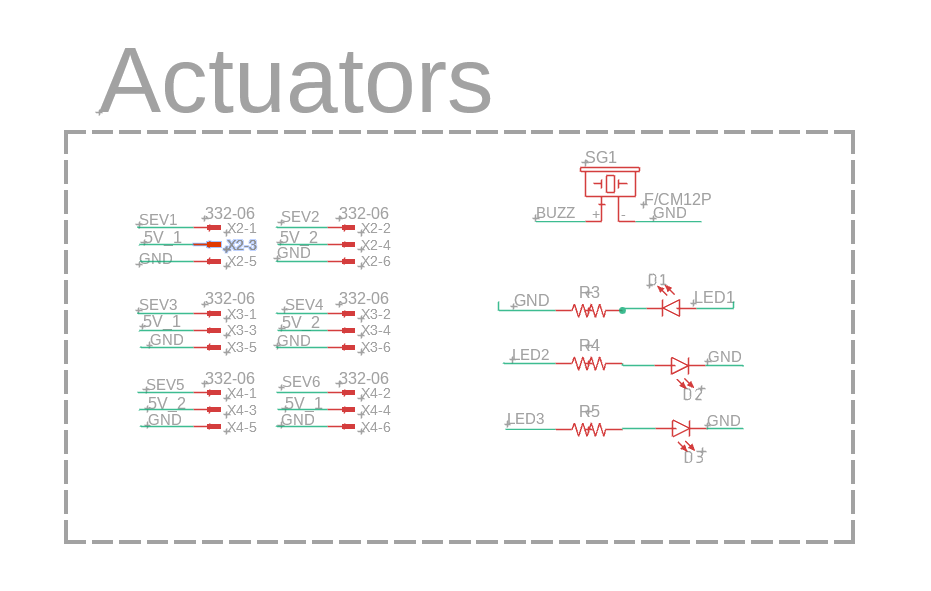 Actuators
SG1
F/CM12P
BUZZ + - GND
332-06 332-06
SEV1 X2-1 SEV2 X2-2
5V_1 X2-3 5V_2 X2-4
GND X2-5 GND X2-6
D1
GND R3 LED1
332-06 332-06
SEV3 X3-1 SEV4 X3-2
5V_1 X3-3 5V_2 X3-4
GND X3-5 GND X3-6
R4
LED2 GND
D2
332-06 332-06
SEV5 X4-1 SEV6 X4-2
5V_2 X4-3 5V_1 X4-4
GND X4-5 GND X4-6
R5
LED3 GND
D3